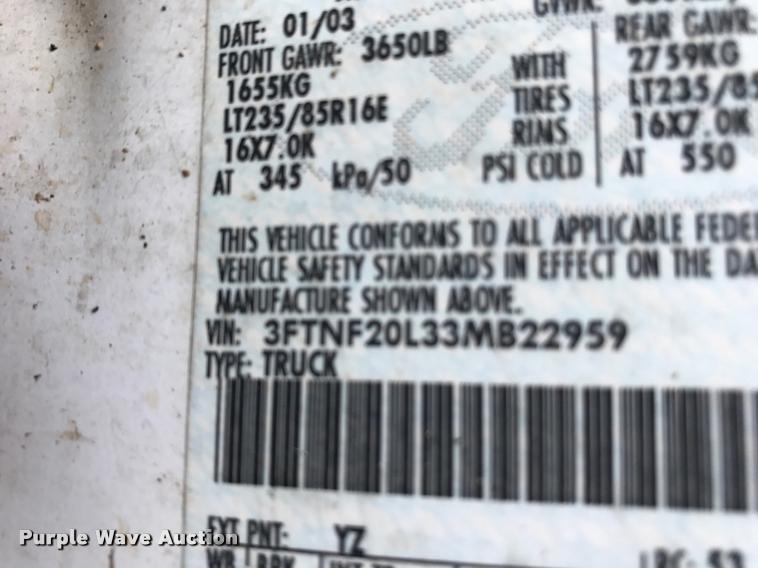 DATE: 01/03
FRONT GAWR: 3650LB
1655KG
LT235/85R16E
16X7.0K
AT 345 kPa/50
WITH
TIRES
RIMS
PSI COLD
REAR GAWR:
2759KG
LT235/85
16X7.0K
AT 550
THIS VEHICLE CONFORMS TO ALL APPLICABLE FEDE
VEHICLE SAFETY STANDARDS IN EFFECT ON THE DA
MANUFACTURE SHOWN ABOVE.
VIN: 3FTNF20L33MB22959
TYPE: TRUCK
EXT PNT: YZ
Purple Wave Auction